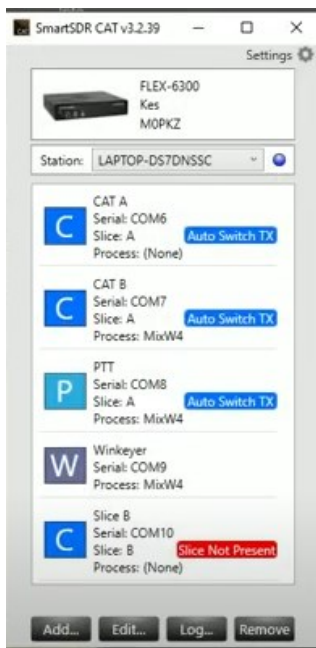 SmartSDR CAT v3.2.39
Settings
FLEX-6300
Kes
M0PKZ
Station: LAPTOP-DS7DNSSC
CAT A
Serial: COM6
C
Slice: A Auto Switch TX
Process: (None)
CAT B
Serial: COM7
C
Slice: A Auto Switch TX
Process: MixW4
PTT
Serial: COM8
P
Slice: A Auto Switch TX
Process: MixW4
Winkeyer
W
Serial: COM9
Process: MixW4
Slice B
Serial: COM10
C
Slice: B Slice Not Present
Process: (None)
Add... Edit... Log... Remove